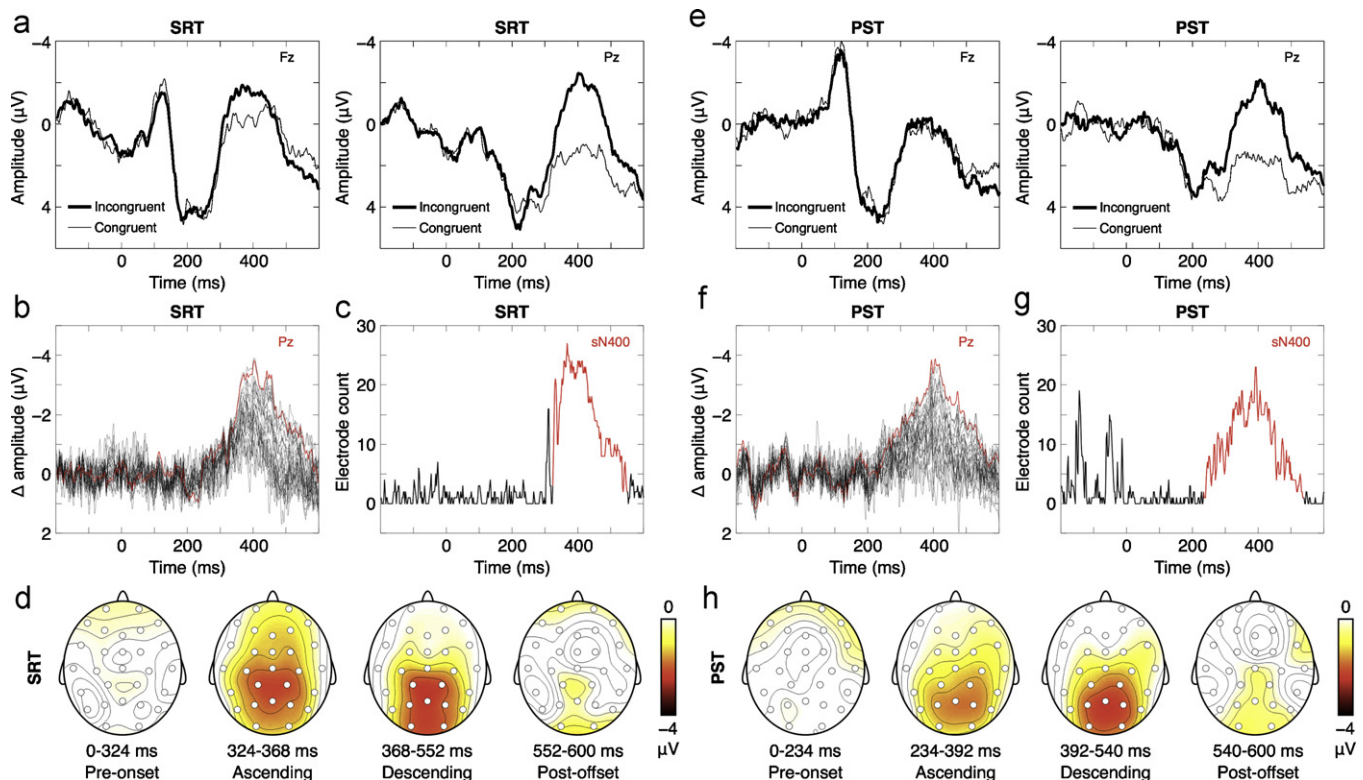 a
SRT
SRT
e
PST
PST
−4
0
4
Amplitude (µV)
Fz
Incongruent
Congruent
0 200 400
Time (ms)
−4
0
4
Amplitude (µV)
Pz
Incongruent
Congruent
0 200 400
Time (ms)
−4
0
4
Amplitude (µV)
Fz
Incongruent
Congruent
0 200 400
Time (ms)
−4
0
4
Amplitude (µV)
Pz
Incongruent
Congruent
0 200 400
Time (ms)
b
SRT
−4
−2
0
2
Δ amplitude (µV)
Pz
0 200 400
Time (ms)
c
SRT
30
20
10
0
Electrode count
sN400
0 200 400
Time (ms)
f
PST
−4
−2
0
2
Δ amplitude (µV)
Pz
0 200 400
Time (ms)
g
PST
30
20
10
0
Electrode count
sN400
0 200 400
Time (ms)
d
SRT
0-324 ms
Pre-onset
324-368 ms
Ascending
368-552 ms
Descending
552-600 ms
Post-offset
0
−4
µV
h
PST
0-234 ms
Pre-onset
234-392 ms
Ascending
392-540 ms
Descending
540-600 ms
Post-offset
0
−4
µV